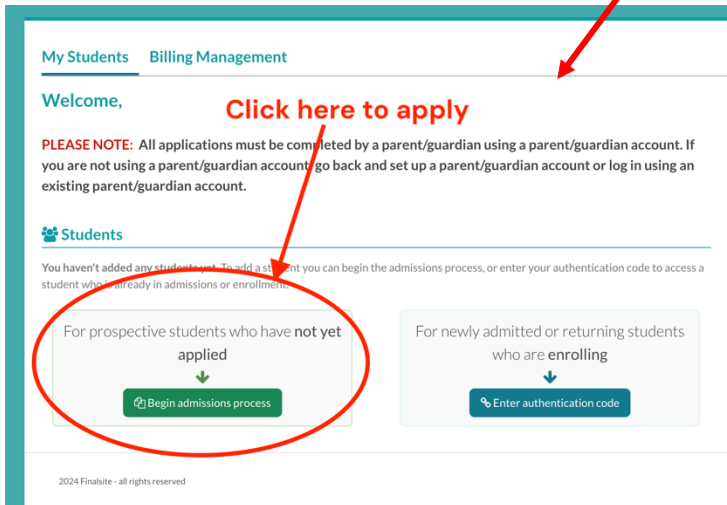 My Students Billing Management
Welcome,
Click here to apply
PLEASE NOTE: All applications must be completed by a parent/guardian using a parent/guardian account. If
you are not using a parent/guardian account, go back and set up a parent/guardian account or log in using an
existing parent/guardian account.
Students
You haven't added any students yet. To add a student you can begin the admissions process, or enter your authentication code to access a
student who is already in admissions or enrollment.
For prospective students who have not yet
applied
Begin admissions process
For newly admitted or returning students
who are enrolling
Enter authentication code
2024 Finalsite - all rights reserved